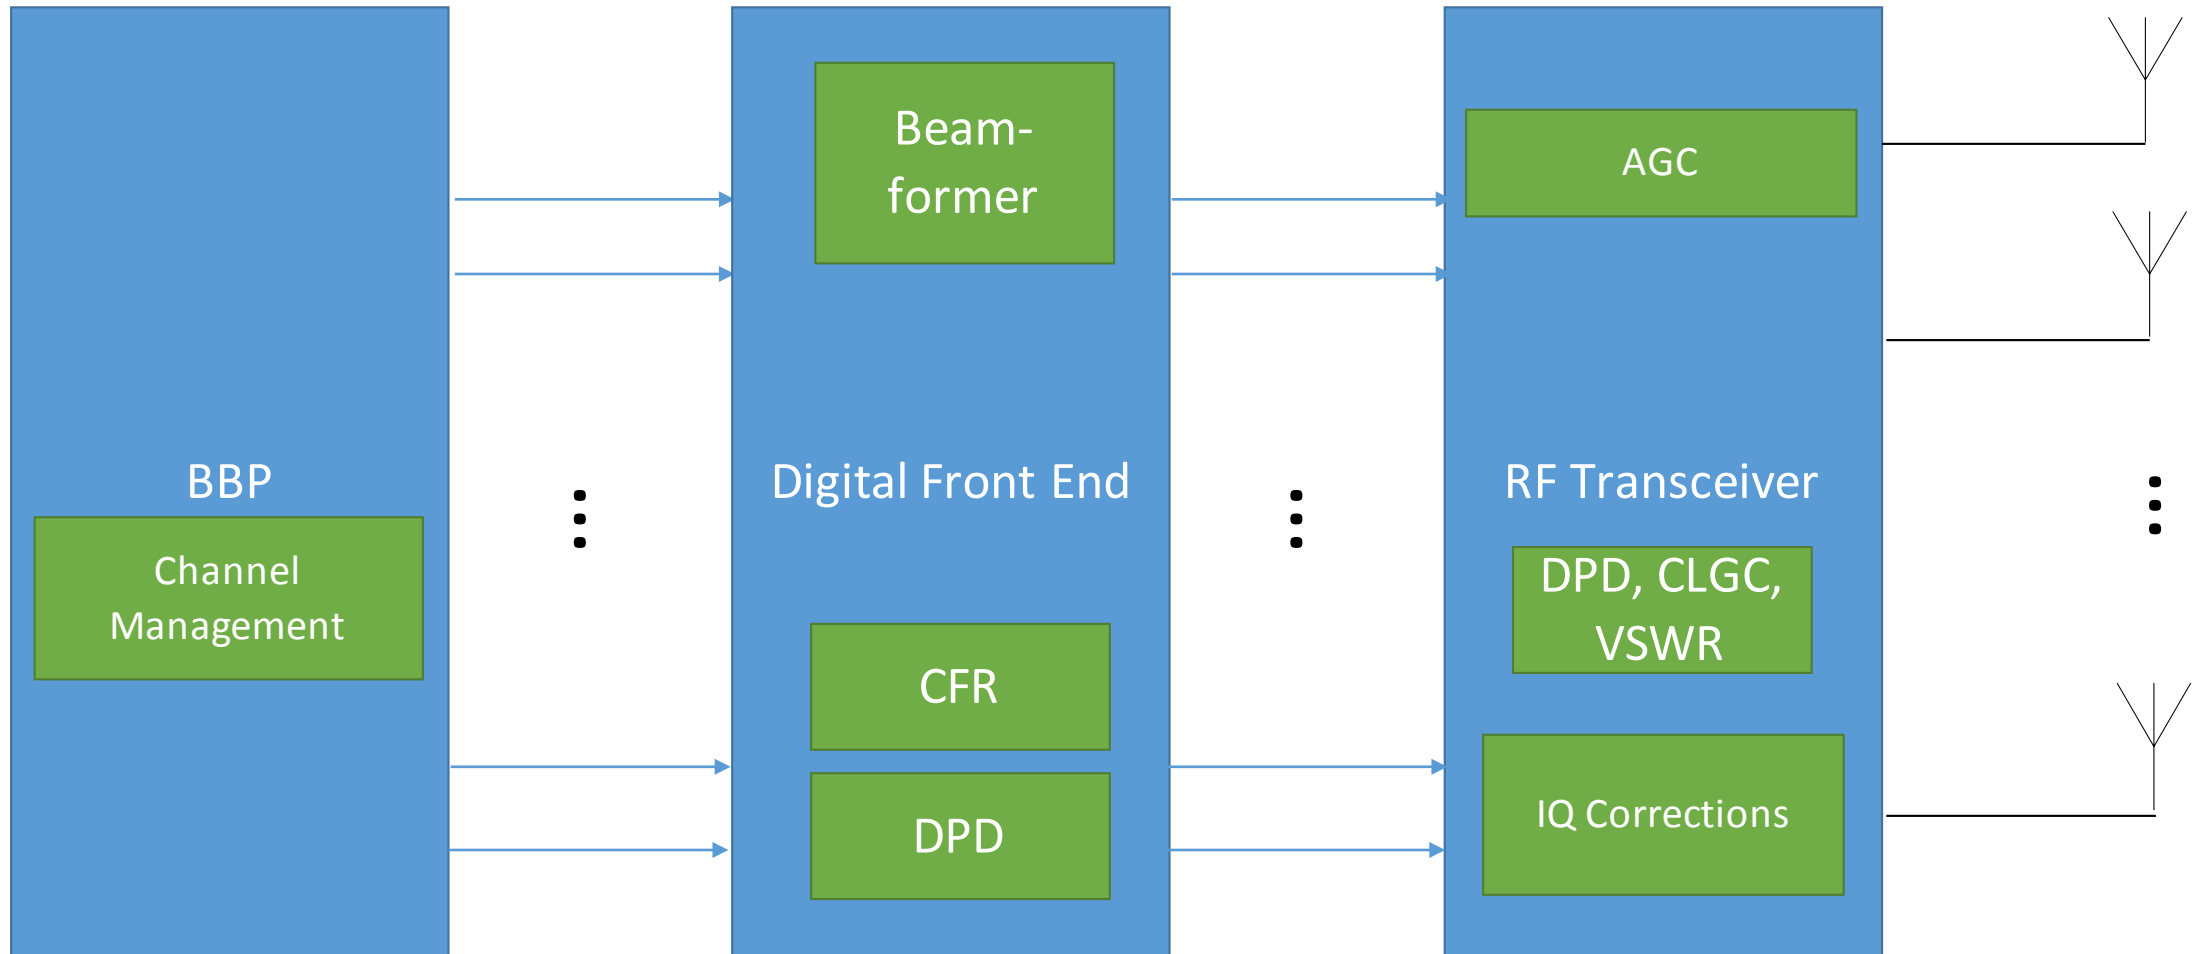 BBP
Channel
Management
Beam-
former
Digital Front End
CFR
DPD
AGC
RF Transceiver
DPD, CLGC,
VSWR
IQ Corrections